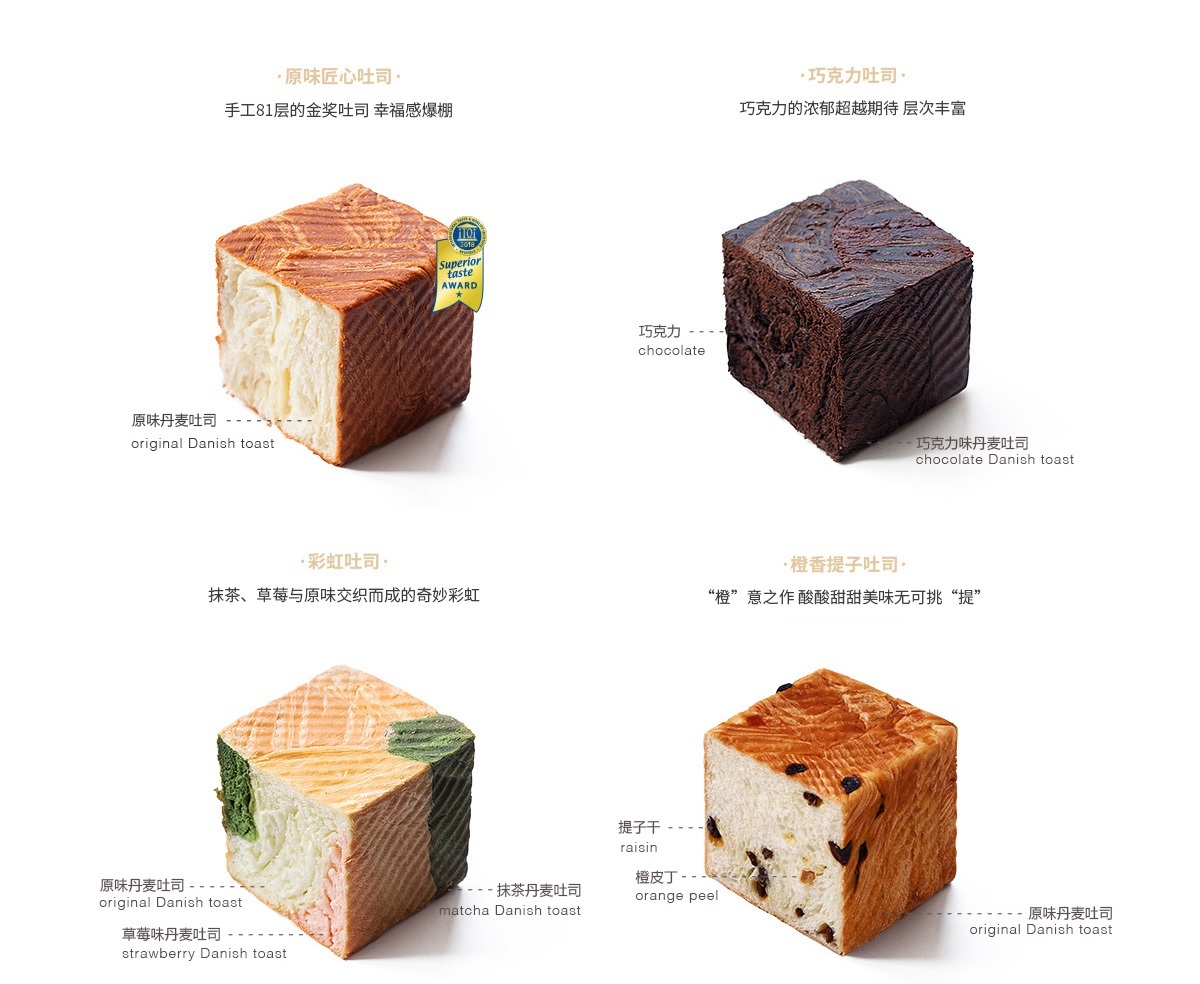 ·原味匠心吐司·
手工81层的金奖吐司 幸福感爆棚
iTQi
2018
Superior
taste
AWARD
原味丹麦吐司
original Danish toast
·巧克力吐司·
巧克力的浓郁超越期待 层次丰富
巧克力
chocolate
巧克力味丹麦吐司
chocolate Danish toast
·彩虹吐司·
抹茶、草莓与原味交织而成的奇妙彩虹
原味丹麦吐司
original Danish toast
抹茶丹麦吐司
matcha Danish toast
草莓味丹麦吐司
strawberry Danish toast
·橙香提子吐司·
“橙”意之作 酸酸甜甜美味无可挑“提”
提子干
raisin
橙皮丁
orange peel
原味丹麦吐司
original Danish toast